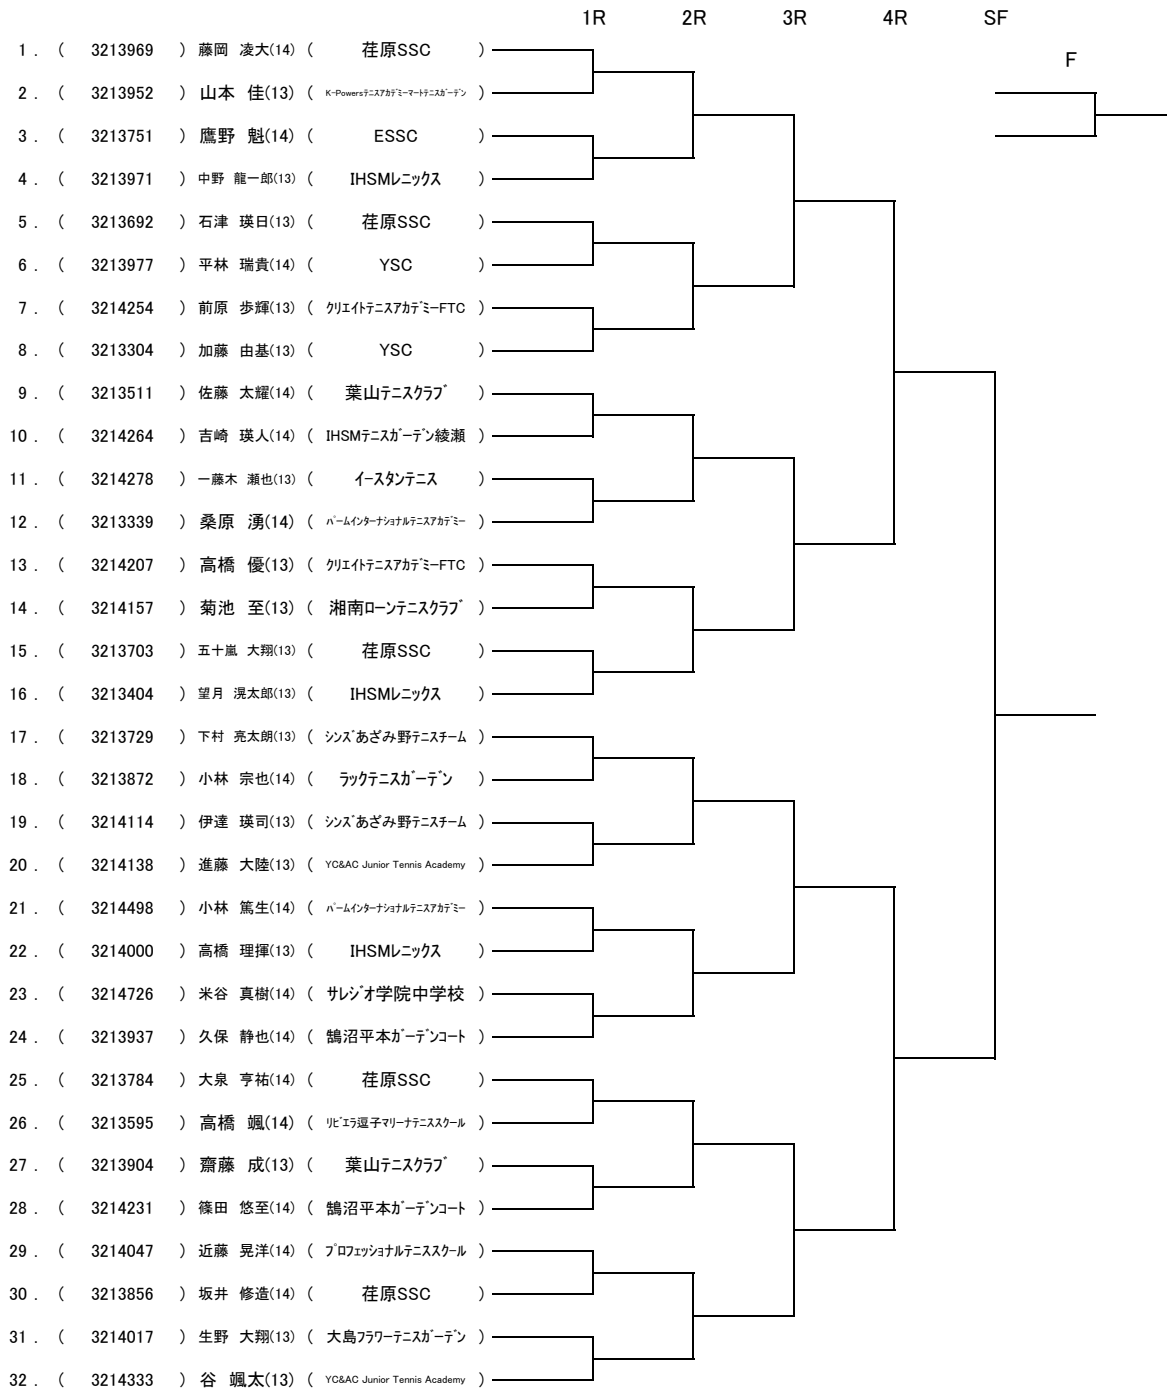 1R 2R 3R 4R SF
F
1 . ( 3213969 ) 藤岡 凌大(14) ( 荏原SSC )
2 . ( 3213952 ) 山本 佳(13) ( K-Powersテニスアカデミーマートテニスガーデン )
3 . ( 3213751 ) 鷹野 魁(14) ( ESSC )
4 . ( 3213971 ) 中野 龍一郎(13) ( IHSMレニックス )
5 . ( 3213692 ) 石津 瑛日(13) ( 荏原SSC )
6 . ( 3213977 ) 平林 瑞貴(14) ( YSC )
7 . ( 3214254 ) 前原 歩輝(13) ( クリエイトテニスアカデミーFTC )
8 . ( 3213304 ) 加藤 由基(13) ( YSC )
9 . ( 3213511 ) 佐藤 太耀(14) ( 葉山テニスクラブ )
10 . ( 3214264 ) 吉崎 瑛人(14) ( IHSMテニスガーデン綾瀬 )
11 . ( 3214278 ) 一藤木 瀬也(13) ( イースタンテニス )
12 . ( 3213339 ) 桑原 湧(14) ( パームインターナショナルテニスアカデミー )
13 . ( 3214207 ) 高橋 優(13) ( クリエイトテニスアカデミーFTC )
14 . ( 3214157 ) 菊池 至(13) ( 湘南ローンテニスクラブ )
15 . ( 3213703 ) 五十嵐 大翔(13) ( 荏原SSC )
16 . ( 3213404 ) 望月 滉太郎(13) ( IHSMレニックス )
17 . ( 3213729 ) 下村 亮太朗(13) ( シンズあざみ野テニスチーム )
18 . ( 3213872 ) 小林 宗也(14) ( ラックテニスガーデン )
19 . ( 3214114 ) 伊達 瑛司(13) ( シンズあざみ野テニスチーム )
20 . ( 3214138 ) 進藤 大陸(13) ( YC&AC Junior Tennis Academy )
21 . ( 3214498 ) 小林 篤生(14) ( パームインターナショナルテニスアカデミー )
22 . ( 3214000 ) 高橋 理揮(13) ( IHSMレニックス )
23 . ( 3214726 ) 米谷 真樹(14) ( サレジオ学院中学校 )
24 . ( 3213937 ) 久保 静也(14) ( 鵠沼平本ガーデンコート )
25 . ( 3213784 ) 大泉 亨祐(14) ( 荏原SSC )
26 . ( 3213595 ) 高橋 颯(14) ( リビエラ逗子マリーナテニススクール )
27 . ( 3213904 ) 齋藤 成(13) ( 葉山テニスクラブ )
28 . ( 3214231 ) 篠田 悠至(14) ( 鵠沼平本ガーデンコート )
29 . ( 3214047 ) 近藤 晃洋(14) ( プロフェッショナルテニススクール )
30 . ( 3213856 ) 坂井 修造(14) ( 荏原SSC )
31 . ( 3214017 ) 生野 大翔(13) ( 大島フラワーテニスガーデン )
32 . ( 3214333 ) 谷 颯太(13) ( YC&AC Junior Tennis Academy )